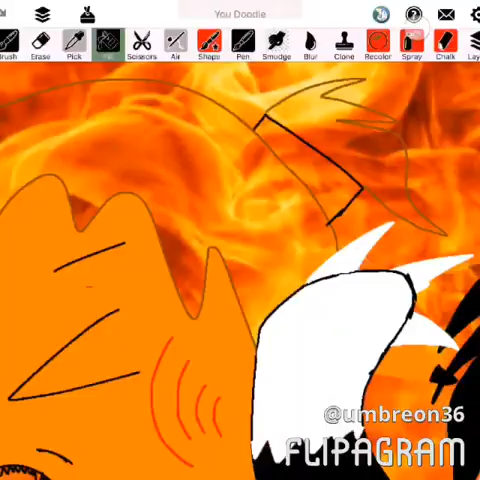 You Doodle
Brush Erase Pick Scissors Air Shape Pen Smudge Blur Clone Recolor Spray Chalk
@umbreon36
FLIPAGRAM